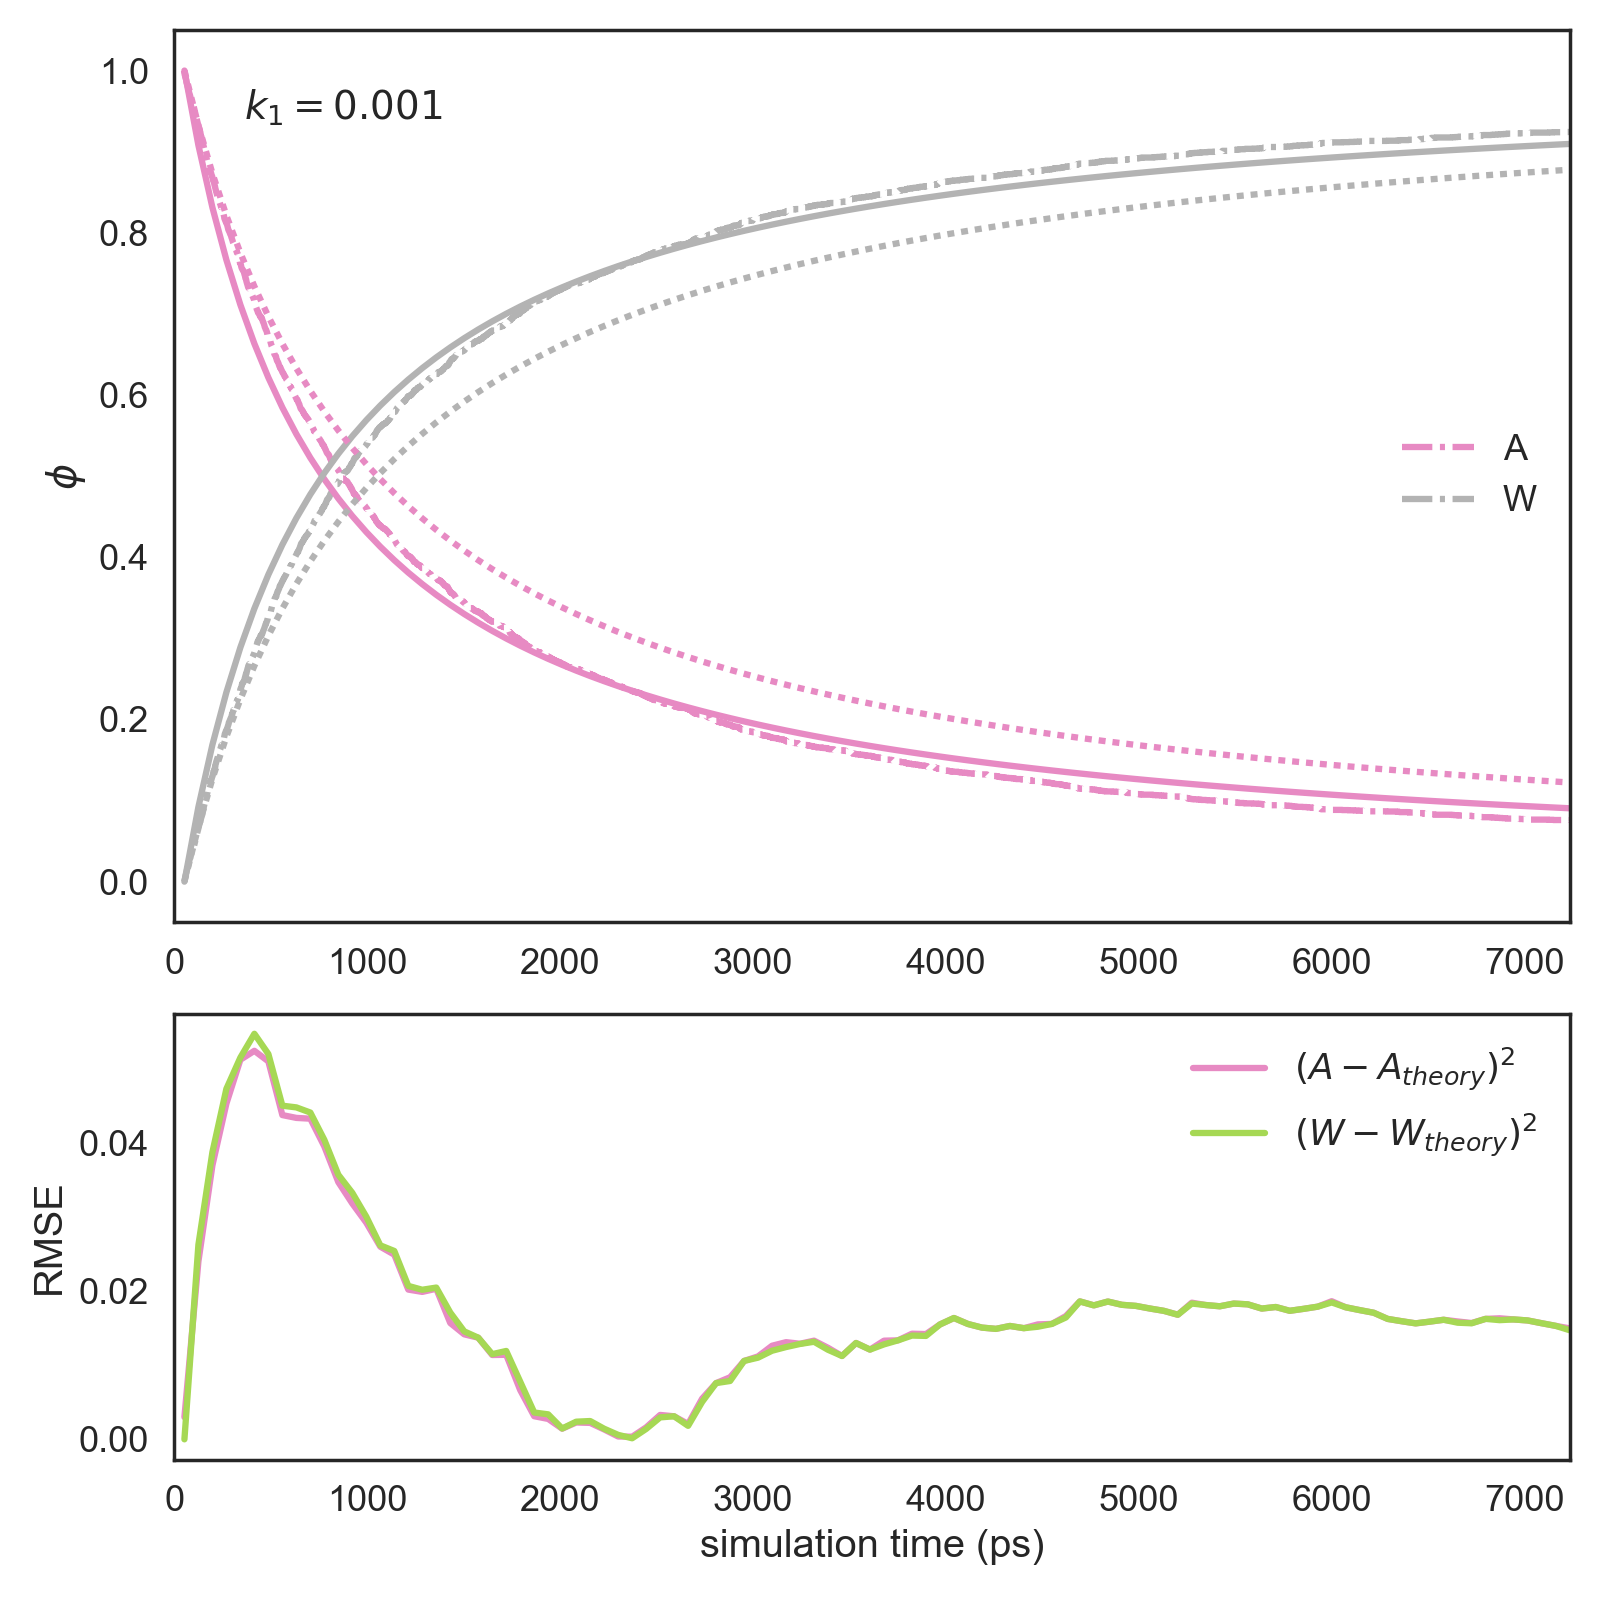 1.0
k₁ = 0.001
0.8
0.6
ϕ
A
W
0.4
0.2
0.0
0 1000 2000 3000 4000 5000 6000 7000
(A − A_theory)²
(W − W_theory)²
0.04
RMSE
0.02
0.00
0 1000 2000 3000 4000 5000 6000 7000
simulation time (ps)